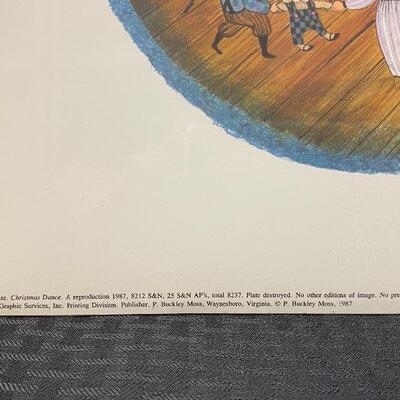 Christmas Dance. A reproduction 1987, 8212 S&N, 25 S&N AP's, total 8237. Plate destroyed. No other editions of image. No pre
Graphic Services, Inc. Printing Division. Publisher, P. Buckley Moss, Waynesboro, Virginia. © P. Buckley Moss, 1987